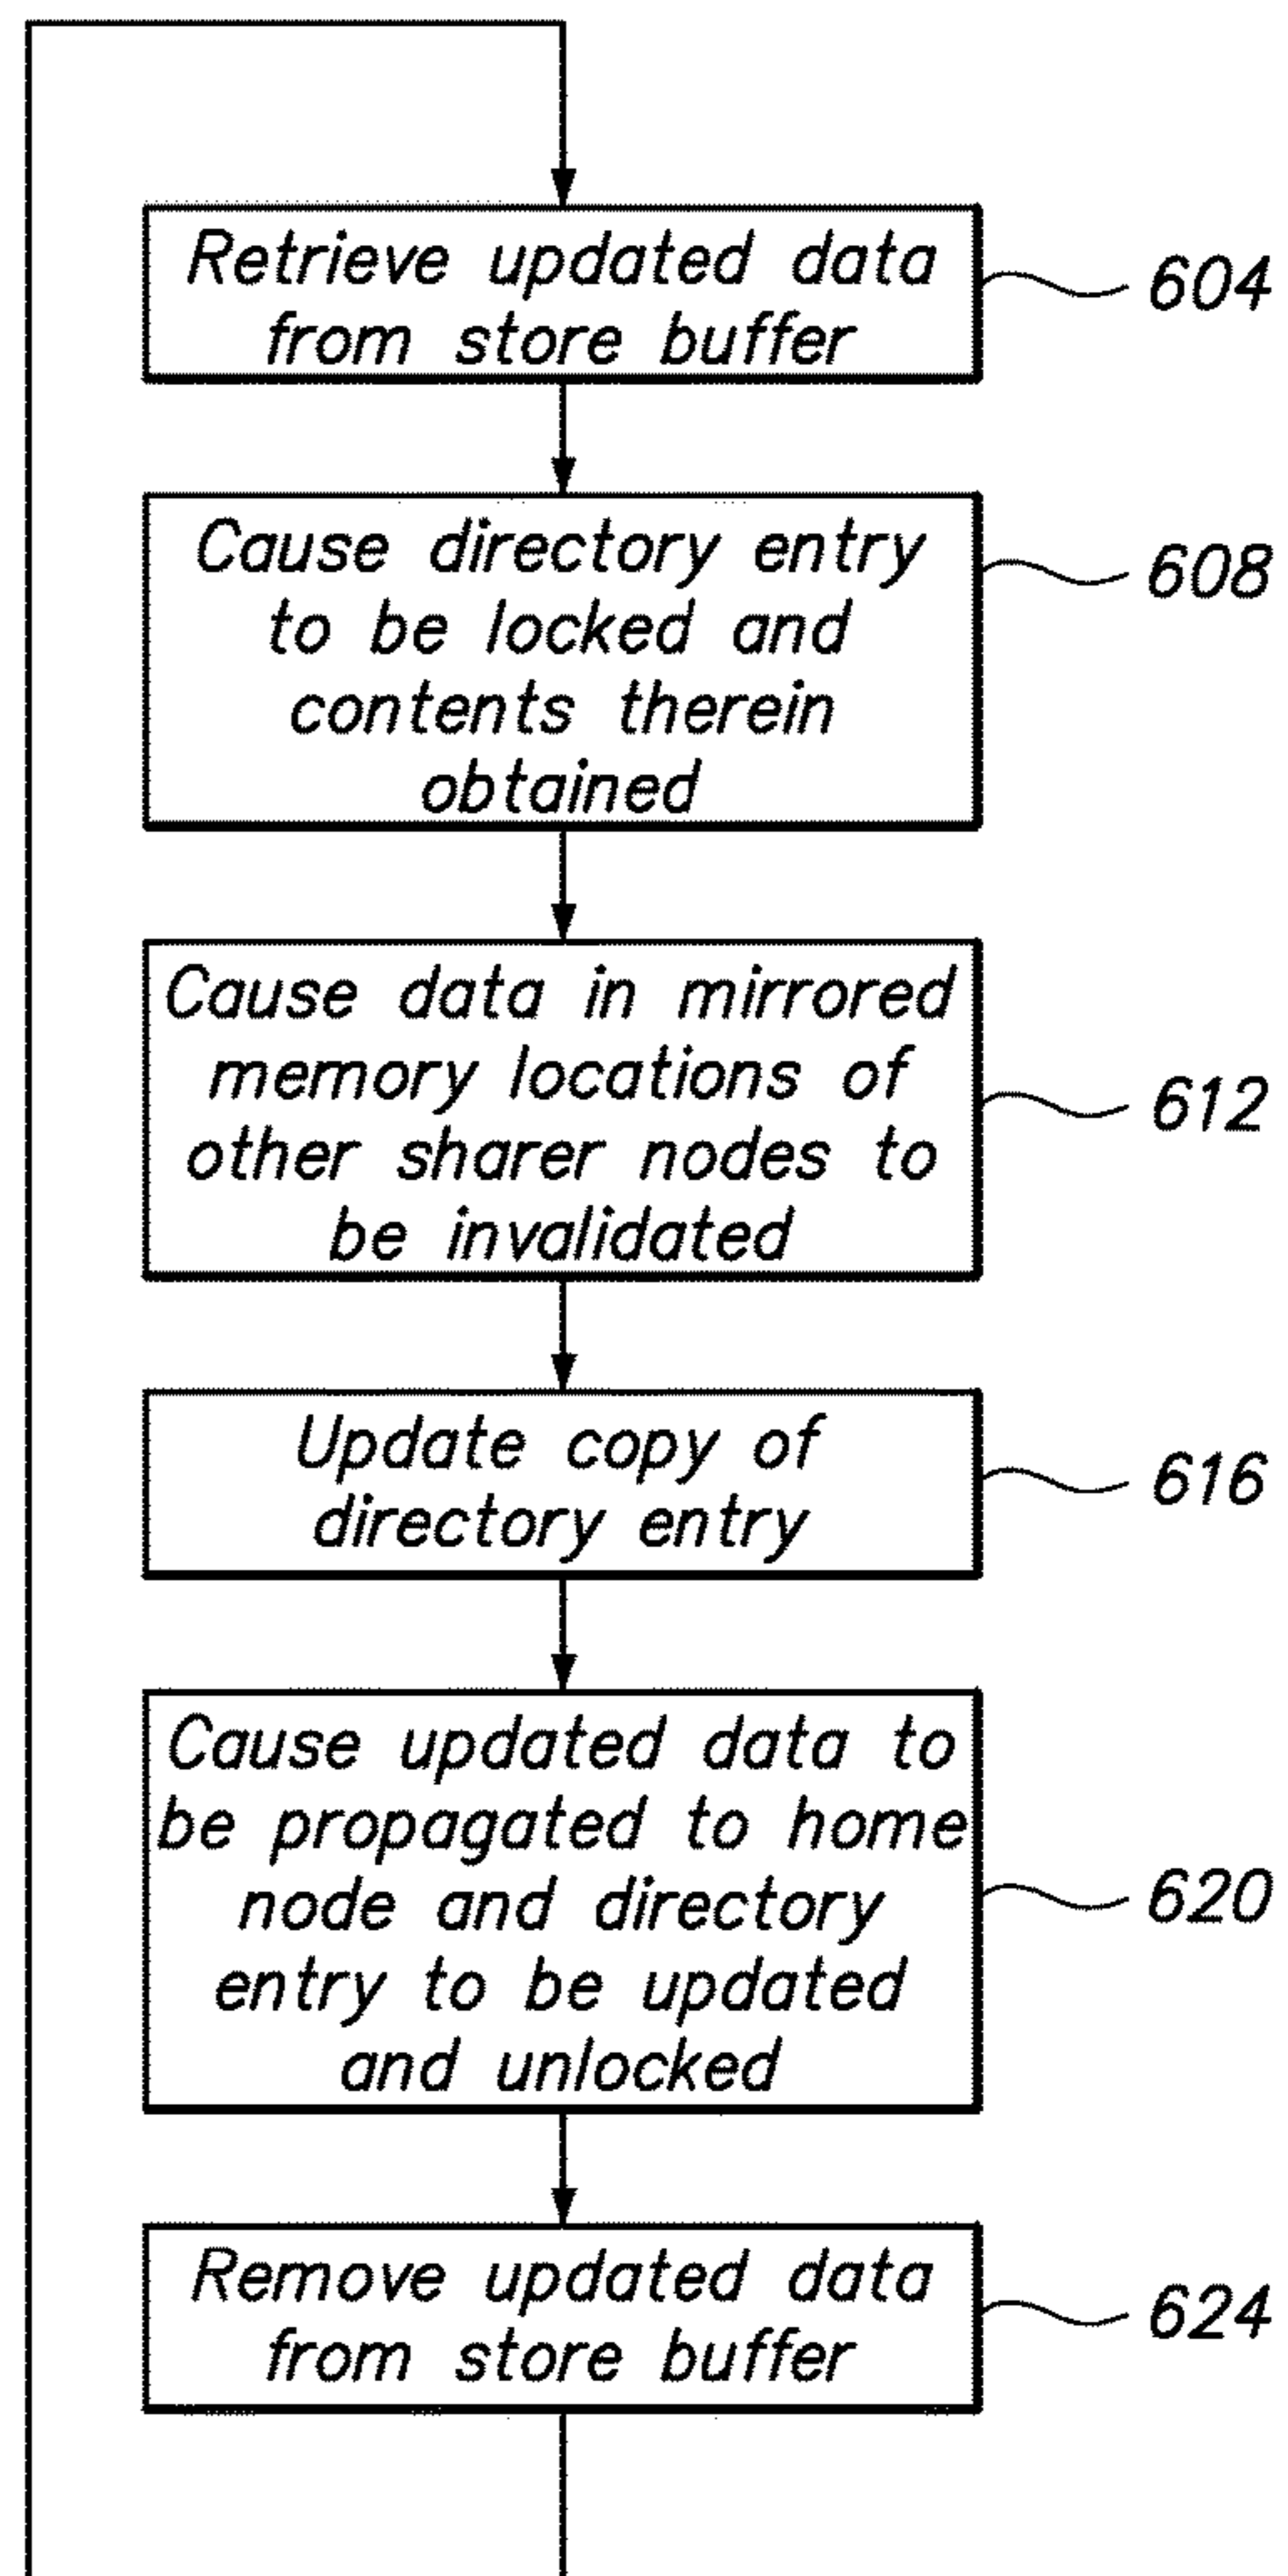 Retrieve updated data
from store buffer
604
Cause directory entry
to be locked and
contents therein
obtained
608
Cause data in mirrored
memory locations of
other sharer nodes to
be invalidated
612
Update copy of
directory entry
616
Cause updated data to
be propagated to home
node and directory
entry to be updated
and unlocked
620
Remove updated data
from store buffer
624